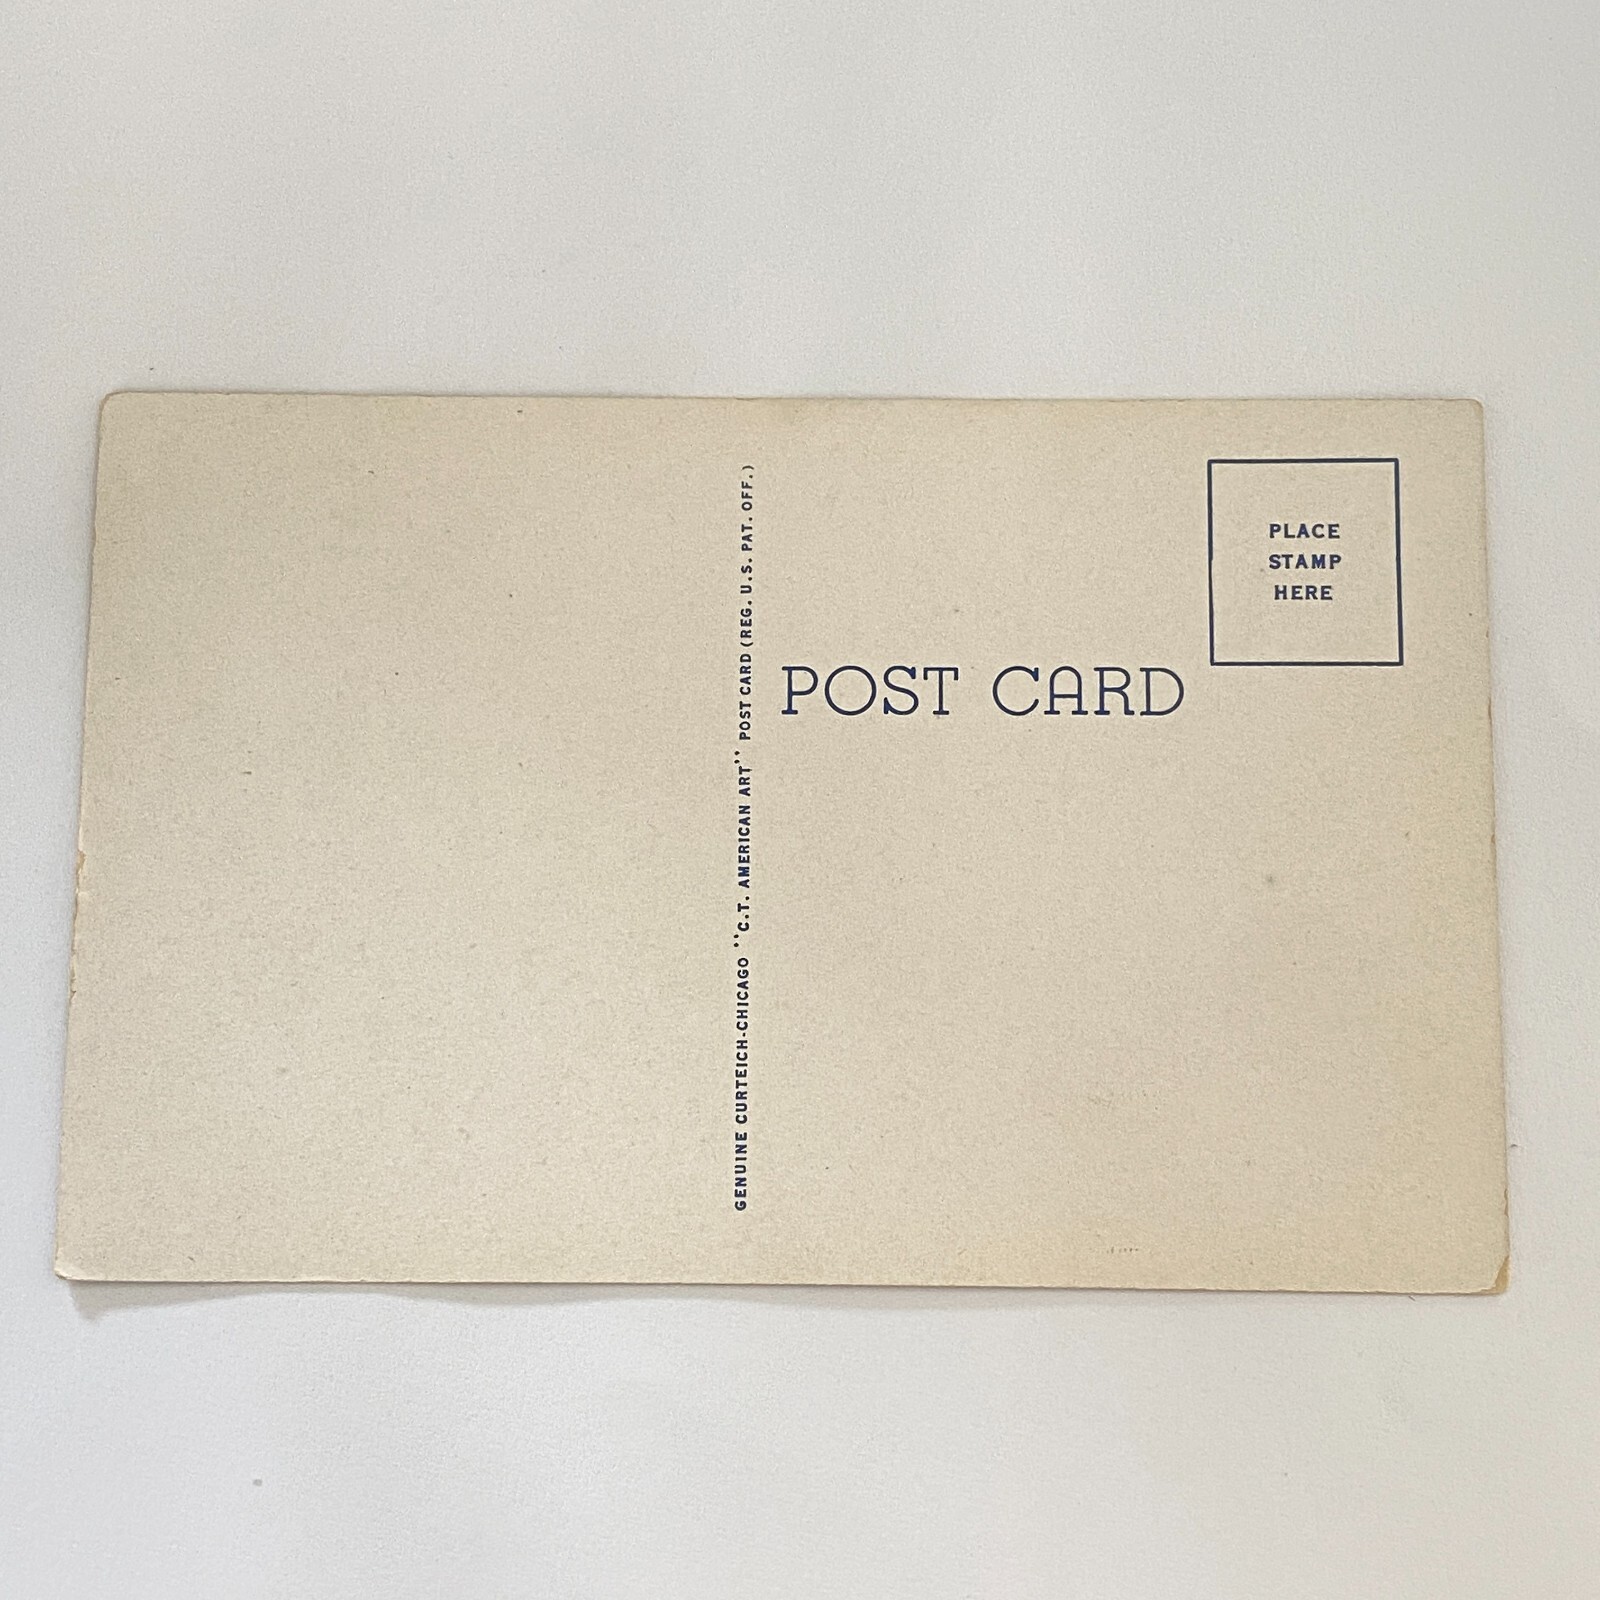 GENUINE CURTEICH-CHICAGO "C.T. AMERICAN ART" POST CARD (REG. U.S. PAT. OFF.)
PLACE
STAMP
HERE
POST CARD